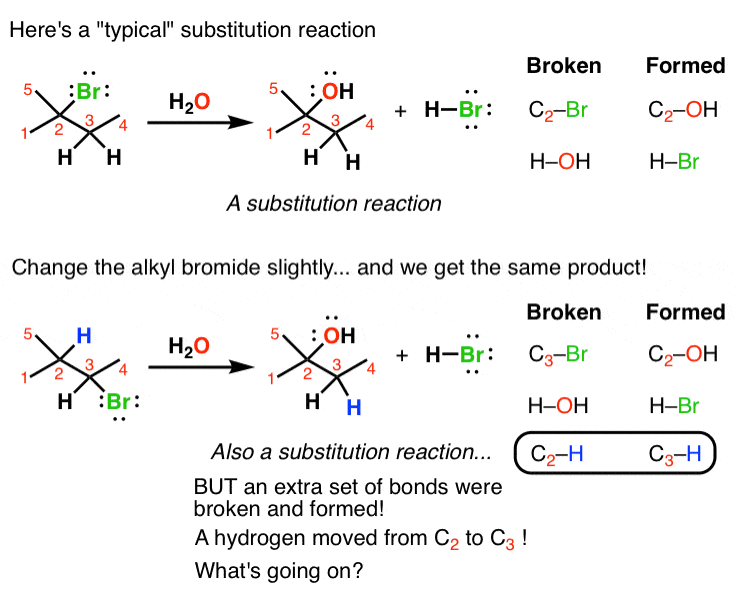 Here's a "typical" substitution reaction
Broken Formed
5 :Br: H₂O 5 :OH
1 2 3 4 1 2 3 4 + H–Br: C₂–Br C₂–OH
H H H H H–OH H–Br
A substitution reaction
Change the alkyl bromide slightly... and we get the same product!
Broken Formed
5 H H₂O 5 :OH
1 2 3 4 1 2 3 4 + H–Br: C₃–Br C₂–OH
H :Br: H H H–OH H–Br
Also a substitution reaction... C₂–H C₃–H
BUT an extra set of bonds were
broken and formed!
A hydrogen moved from C₂ to C₃ !
What's going on?